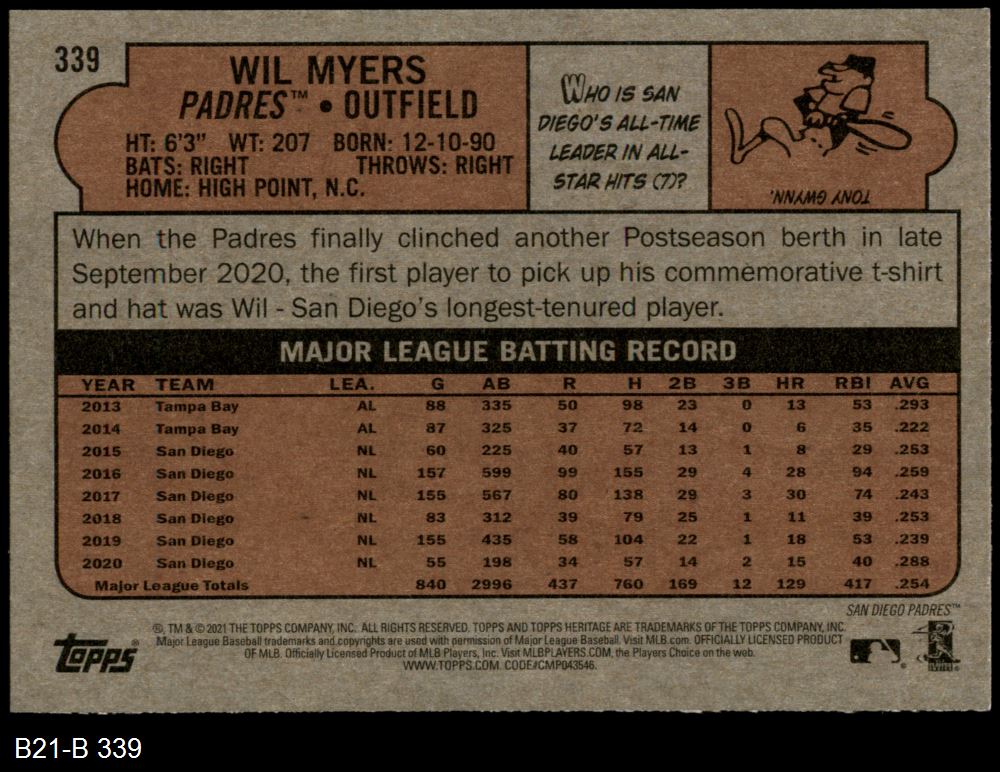 339
WIL MYERS
PADRES™ • OUTFIELD
HT: 6'3" WT: 207 BORN: 12-10-90
BATS: RIGHT THROWS: RIGHT
HOME: HIGH POINT, N.C.
WHO IS SAN
DIEGO'S ALL-TIME
LEADER IN ALL-
STAR HITS (7)?
TONY GWYNN.
When the Padres finally clinched another Postseason berth in late
September 2020, the first player to pick up his commemorative t-shirt
and hat was Wil - San Diego's longest-tenured player.
MAJOR LEAGUE BATTING RECORD
YEAR TEAM LEA. G AB R H 2B 3B HR RBI AVG
2013 Tampa Bay AL 88 335 50 98 23 0 13 53 .293
2014 Tampa Bay AL 87 325 37 72 14 0 6 35 .222
2015 San Diego NL 60 225 40 57 13 1 8 29 .253
2016 San Diego NL 157 599 99 155 29 4 28 94 .259
2017 San Diego NL 155 567 80 138 29 3 30 74 .243
2018 San Diego NL 83 312 39 79 25 1 11 39 .253
2019 San Diego NL 155 435 58 104 22 1 18 53 .239
2020 San Diego NL 55 198 34 57 14 2 15 40 .288
Major League Totals 840 2996 437 760 169 12 129 417 .254
SAN DIEGO PADRES™
®, TM & © 2021 THE TOPPS COMPANY, INC. ALL RIGHTS RESERVED. TOPPS AND TOPPS HERITAGE ARE TRADEMARKS OF THE TOPPS COMPANY, INC.
Major League Baseball trademarks and copyrights are used with permission of Major League Baseball. Visit MLB.com. OFFICIALLY LICENSED PRODUCT
OF MLB. Officially Licensed Product of MLB Players, Inc. Visit MLBPLAYERS.COM, the Players Choice on the web.
WWW.TOPPS.COM. CODE#CMP043546.
Topps®
B21-B 339